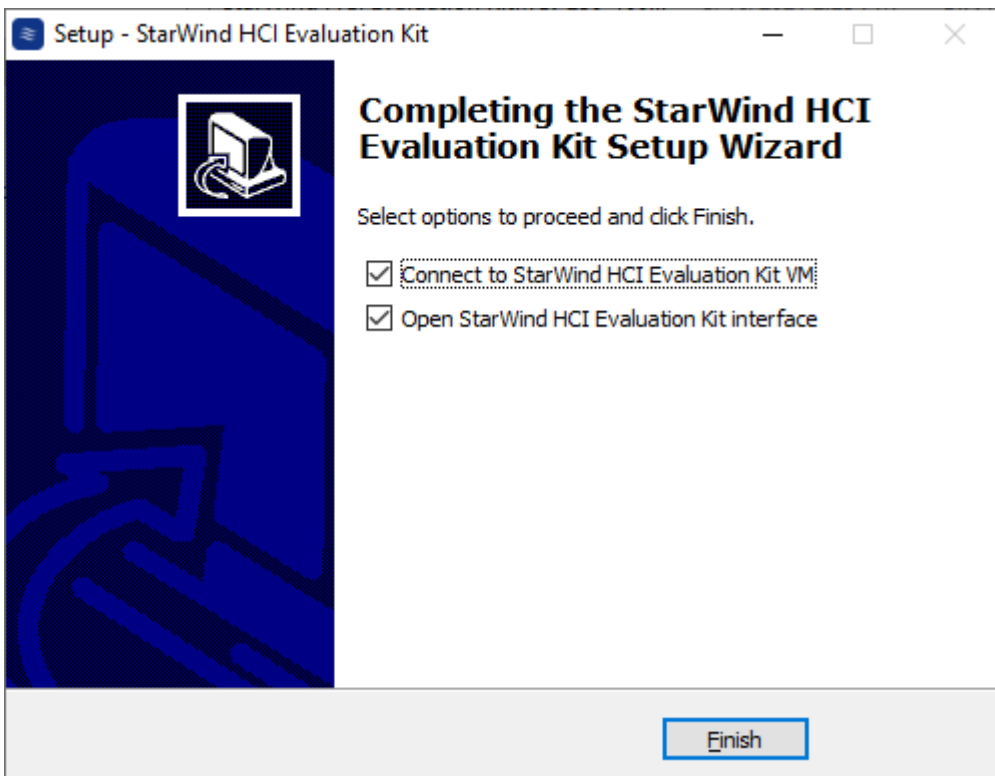 Setup - StarWind HCI Evaluation Kit
Completing the StarWind HCI
Evaluation Kit Setup Wizard
Select options to proceed and click Finish.
Connect to StarWind HCI Evaluation Kit VM
Open StarWind HCI Evaluation Kit interface
Finish